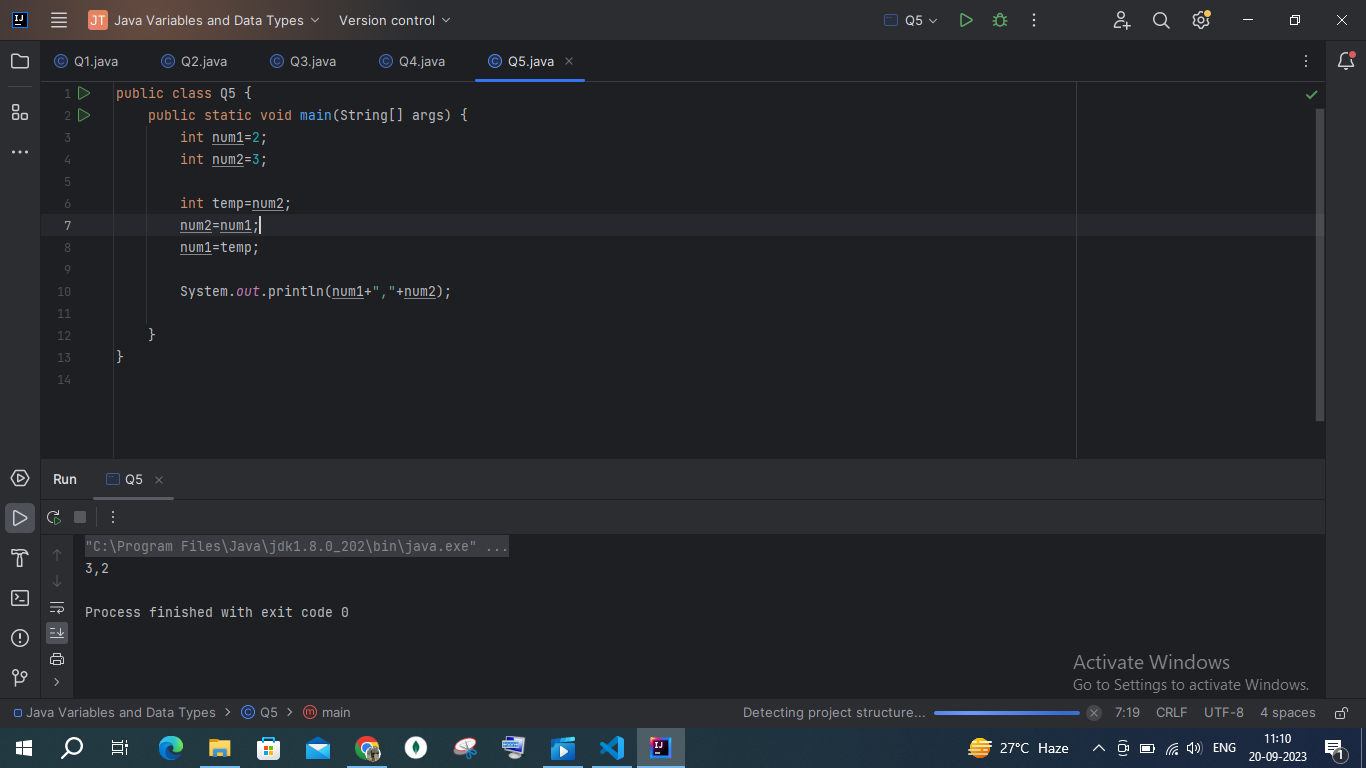 JT Java Variables and Data Types Version control Q5
Q1.java Q2.java Q3.java Q4.java Q5.java
1 public class Q5 {
2 public static void main(String[] args) {
3 int num1=2;
4 int num2=3;
5
6 int temp=num2;
7 num2=num1;
8 num1=temp;
9
10 System.out.println(num1+","+num2);
11
12 }
13 }
14
Run Q5
"C:\Program Files\Java\jdk1.8.0_202\bin\java.exe" ...
3,2
Process finished with exit code 0
Activate Windows
Go to Settings to activate Windows.
Java Variables and Data Types > Q5 > main Detecting project structure... 7:19 CRLF UTF-8 4 spaces
27°C Haze ENG 11:10
20-09-2023 1